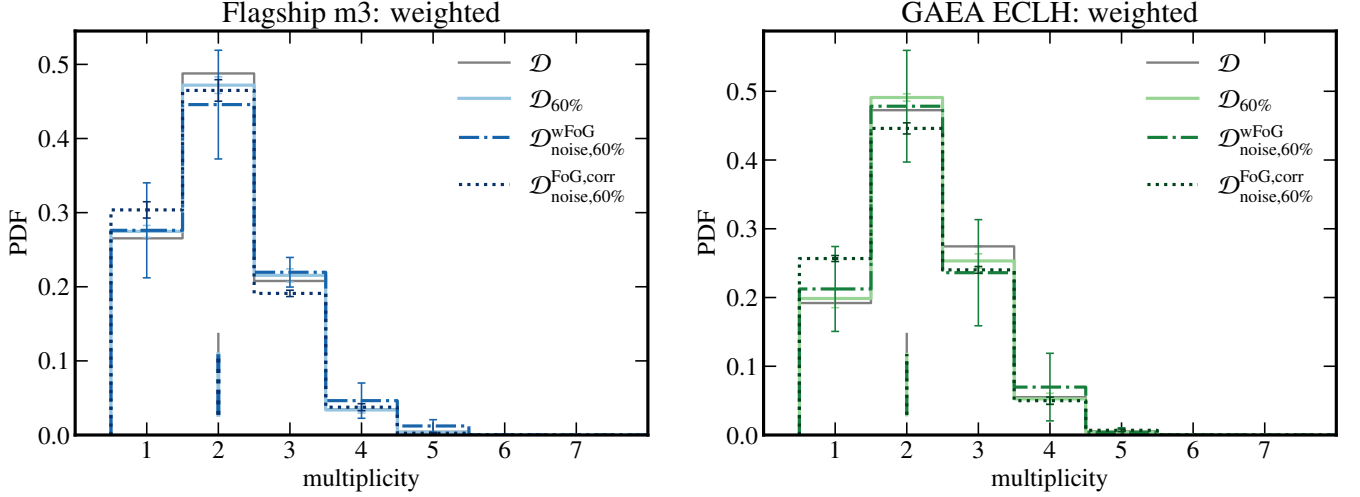 Flagship m3: weighted
PDF
0.5
0.4
0.3
0.2
0.1
0.0
1 2 3 4 5 6 7
multiplicity
𝒟
𝒟60%
𝒟wFoG noise,60%
𝒟FoG,corr noise,60%
GAEA ECLH: weighted
PDF
0.5
0.4
0.3
0.2
0.1
0.0
1 2 3 4 5 6 7
multiplicity
𝒟
𝒟60%
𝒟wFoG noise,60%
𝒟FoG,corr noise,60%